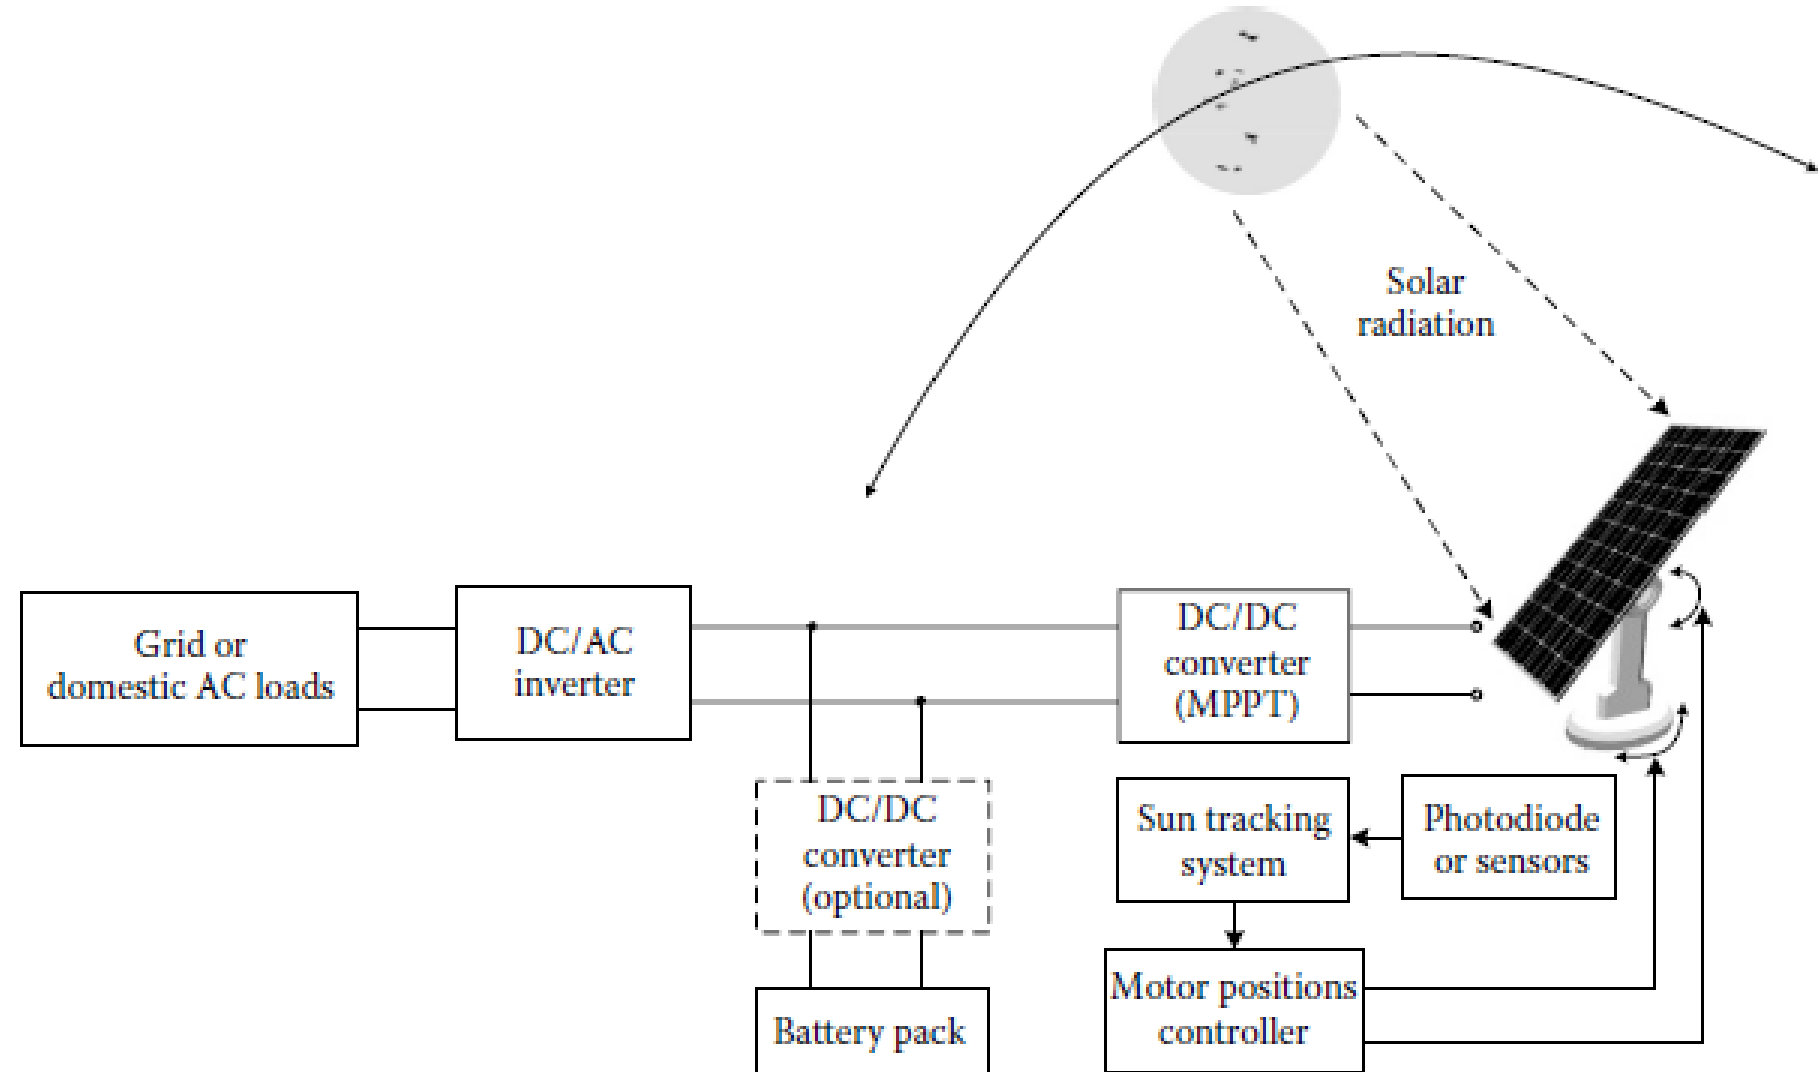 Solar
radiation
Grid or
domestic AC loads
DC/AC
inverter
DC/DC
converter
(MPPT)
DC/DC
converter
(optional)
Sun tracking
system
Photodiode
or sensors
Battery pack
Motor positions
controller